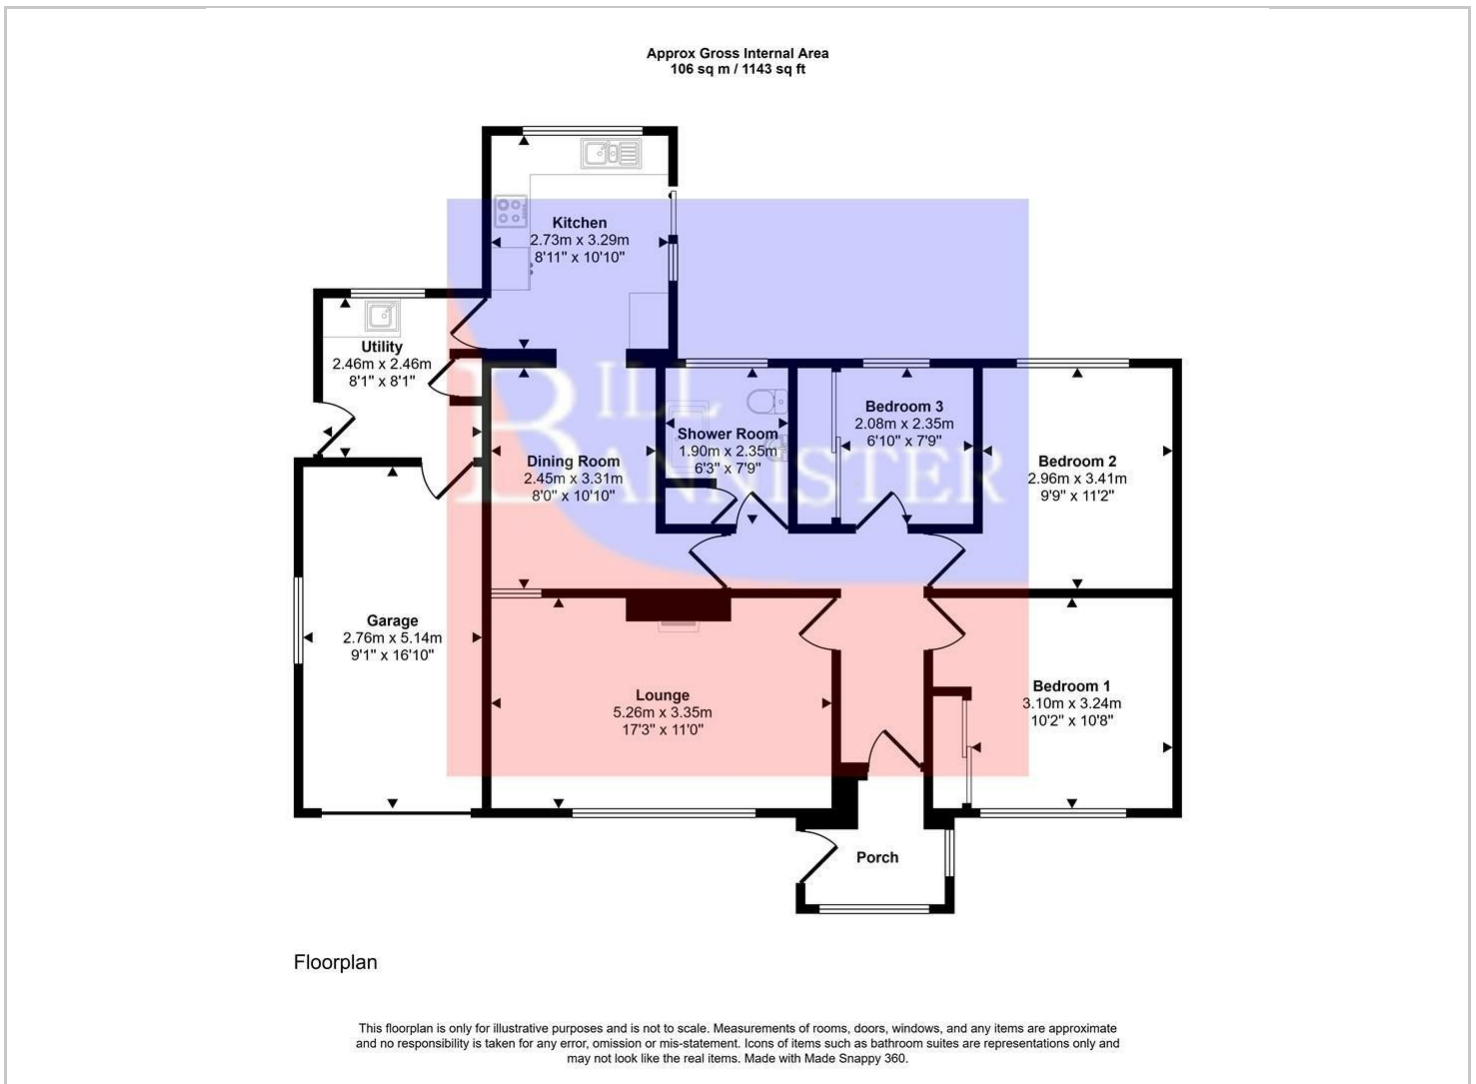 Approx Gross Internal Area
106 sq m / 1143 sq ft
Kitchen
2.73m x 3.29m
8'11" x 10'10"
Utility
2.46m x 2.46m
8'1" x 8'1"
BILL
BANNISTER
Dining Room
2.45m x 3.31m
8'0" x 10'10"
Shower Room
1.90m x 2.35m
6'3" x 7'9"
Bedroom 3
2.08m x 2.35m
6'10" x 7'9"
Bedroom 2
2.96m x 3.41m
9'9" x 11'2"
Garage
2.76m x 5.14m
9'1" x 16'10"
Lounge
5.26m x 3.35m
17'3" x 11'0"
Bedroom 1
3.10m x 3.24m
10'2" x 10'8"
Porch
Floorplan
This floorplan is only for illustrative purposes and is not to scale. Measurements of rooms, doors, windows, and any items are approximate
and no responsibility is taken for any error, omission or mis-statement. Icons of items such as bathroom suites are representations only and
may not look like the real items. Made with Made Snappy 360.